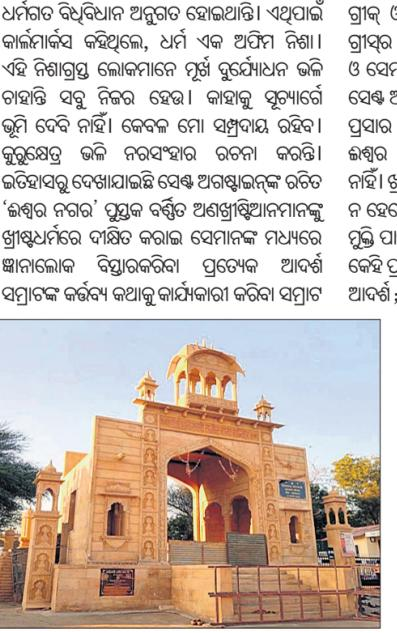 ଧର୍ମଗତ ବିଧିବିଧାନ ଅନୁଗତ ହୋଇଥାନ୍ତି। ଏଥିପାଇଁ
କାର୍ଲମାର୍କସ କହିଥିଲେ, ଧର୍ମ ଏକ ଅଫିମ ନିଶା।
ଏହି ନିଶାଗ୍ରସ୍ତ ଲୋକମାନେ ମୂର୍ଖ ଦୁର୍ଯ୍ୟୋଧନ ଭଳି
ଚାହାନ୍ତି ସବୁ ନିଜର ହେଉ। କାହାକୁ ସୂଚ୍ୟାଗ୍ରେ
ଭୂମି ଦେବି ନାହିଁ। କେବଳ ମୋ ସମ୍ପ୍ରଦାୟ ରହିବ।
କୁରୁକ୍ଷେତ୍ର ଭଳି ନରସଂହାର ରଚନା କରନ୍ତି।
ଇତିହାସରୁ ଦେଖାଯାଇଛି ସେଣ୍ଟ ଅଗଷ୍ଟାଇନ୍‌ଙ୍କ ରଚିତ
‘ଈଶ୍ୱର ନଗର’ ପୁସ୍ତକ ବର୍ଣ୍ଣିତ ଅଣଖ୍ରୀଷ୍ଟିଆନମାନଙ୍କୁ
ଖ୍ରୀଷ୍ଟଧର୍ମରେ ଦୀକ୍ଷିତ କରାଇ ସେମାନଙ୍କ ମଧ୍ୟରେ
ଜ୍ଞାନାଲୋକ ବିସ୍ତାରକରିବା ପ୍ରତ୍ୟେକ ଆଦର୍ଶ
ସମ୍ରାଟଙ୍କ କର୍ତ୍ତବ୍ୟ କଥାକୁ କାର୍ଯ୍ୟକାରୀ କରିବା ସମ୍ରାଟ
ଗ୍ରୀକ୍ ଓ
ଗ୍ରୀସ୍‌ର
ଓ ସେମ
ସେଣ୍ଟ ଅ
ପ୍ରସାର
ଈଶ୍ୱର
ନାହିଁ। ଖ୍ର
ନ ହେଲେ
ମୁକ୍ତି ପା
କେହି ପ୍ର
ଆଦର୍ଶ ;